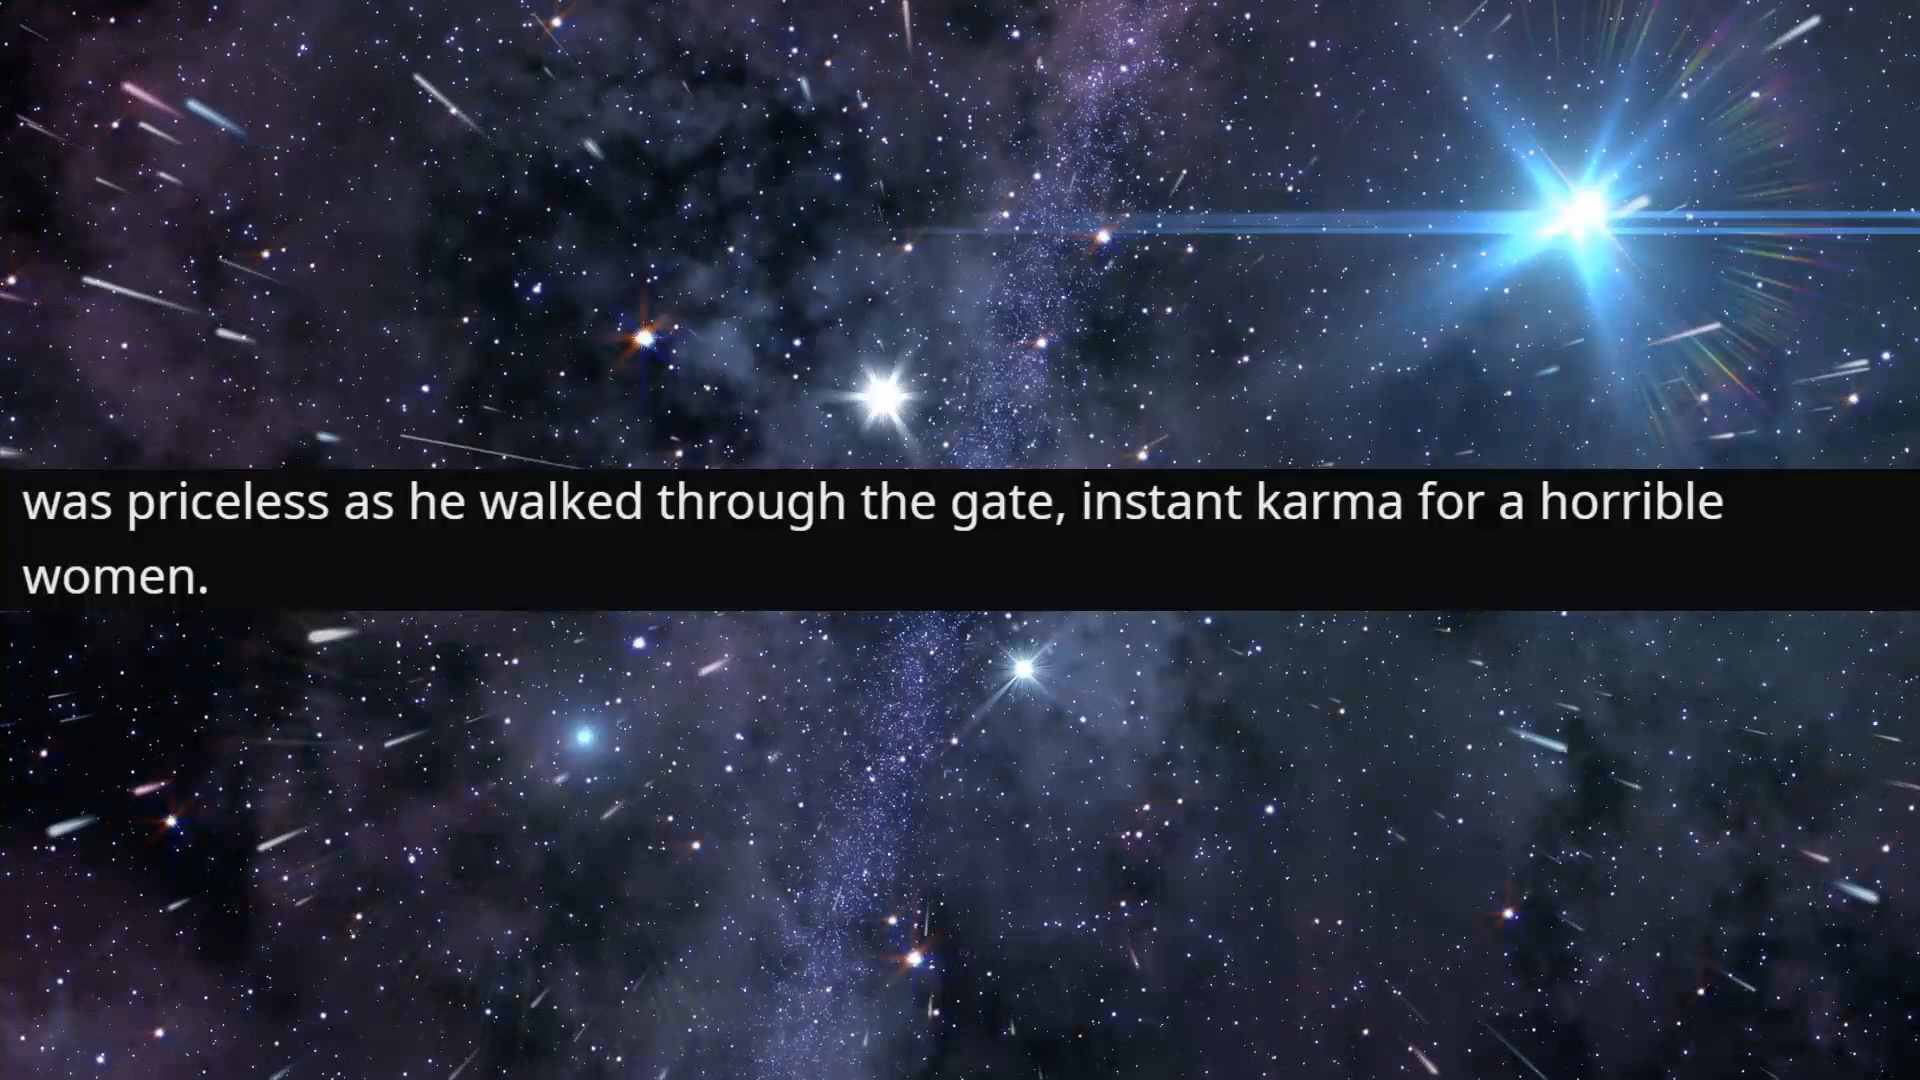 was priceless as he walked through the gate, instant karma for a horrible
women.